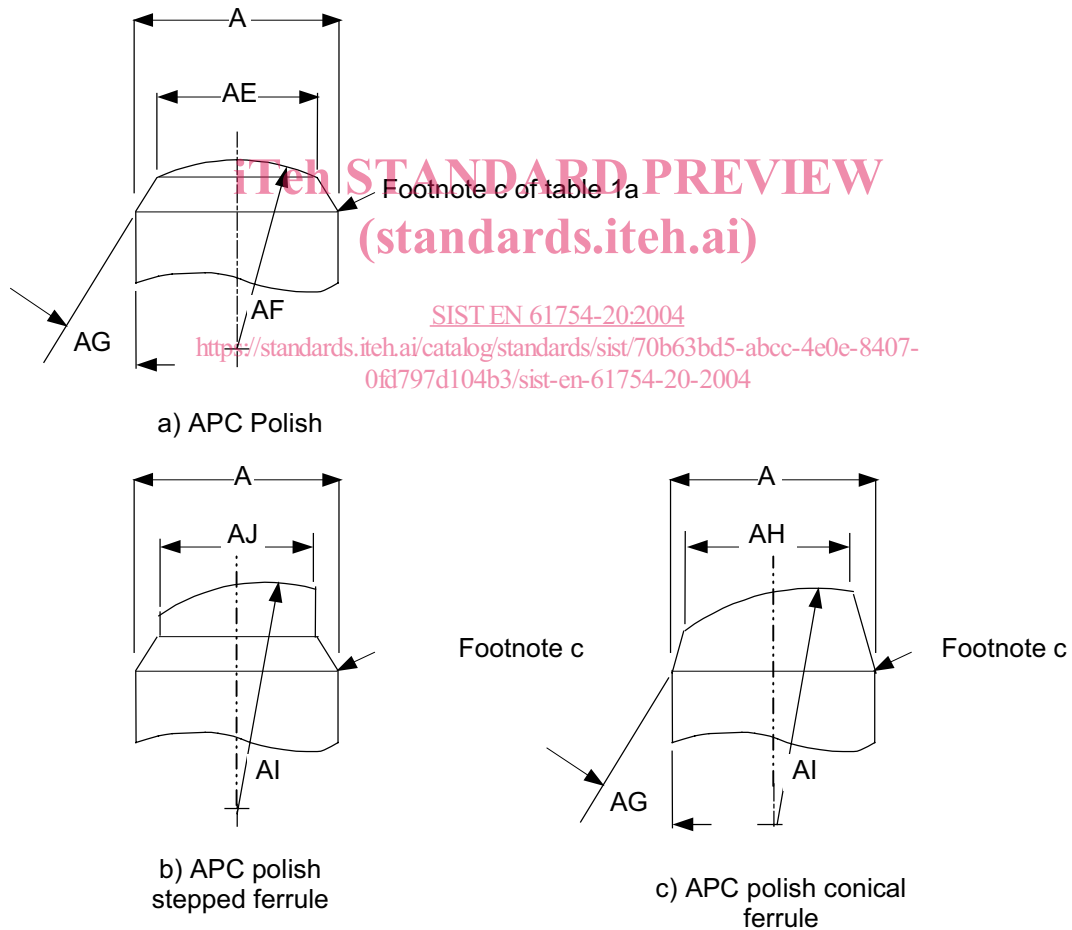 A
AE
iTeh STANDARD PREVIEW
Footnote c of table 1a
(standards.iteh.ai)
AF
SIST EN 61754-20:2004
AG
https://standards.iteh.ai/catalog/standards/sist/70b63bd5-abcc-4e0e-8407-
0fd797d104b3/sist-en-61754-20-2004
a) APC Polish
A
A
AJ
AH
Footnote c
Footnote c
AI
AI
AG
b) APC polish
stepped ferrule
c) APC polish conical
ferrule